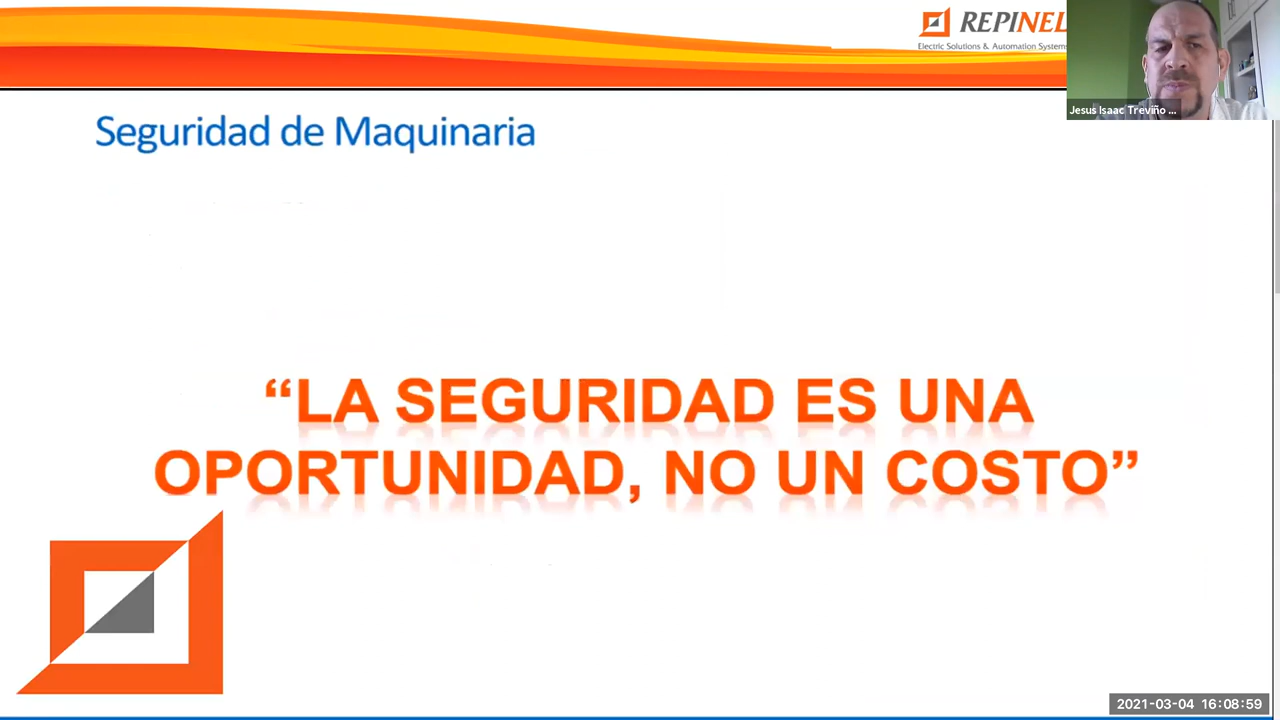 REPINEL
Electric Solutions & Automation Systems
Jesus Isaac Treviño ...
Seguridad de Maquinaria
“LA SEGURIDAD ES UNA
OPORTUNIDAD, NO UN COSTO”
2021-03-04 16:08:59